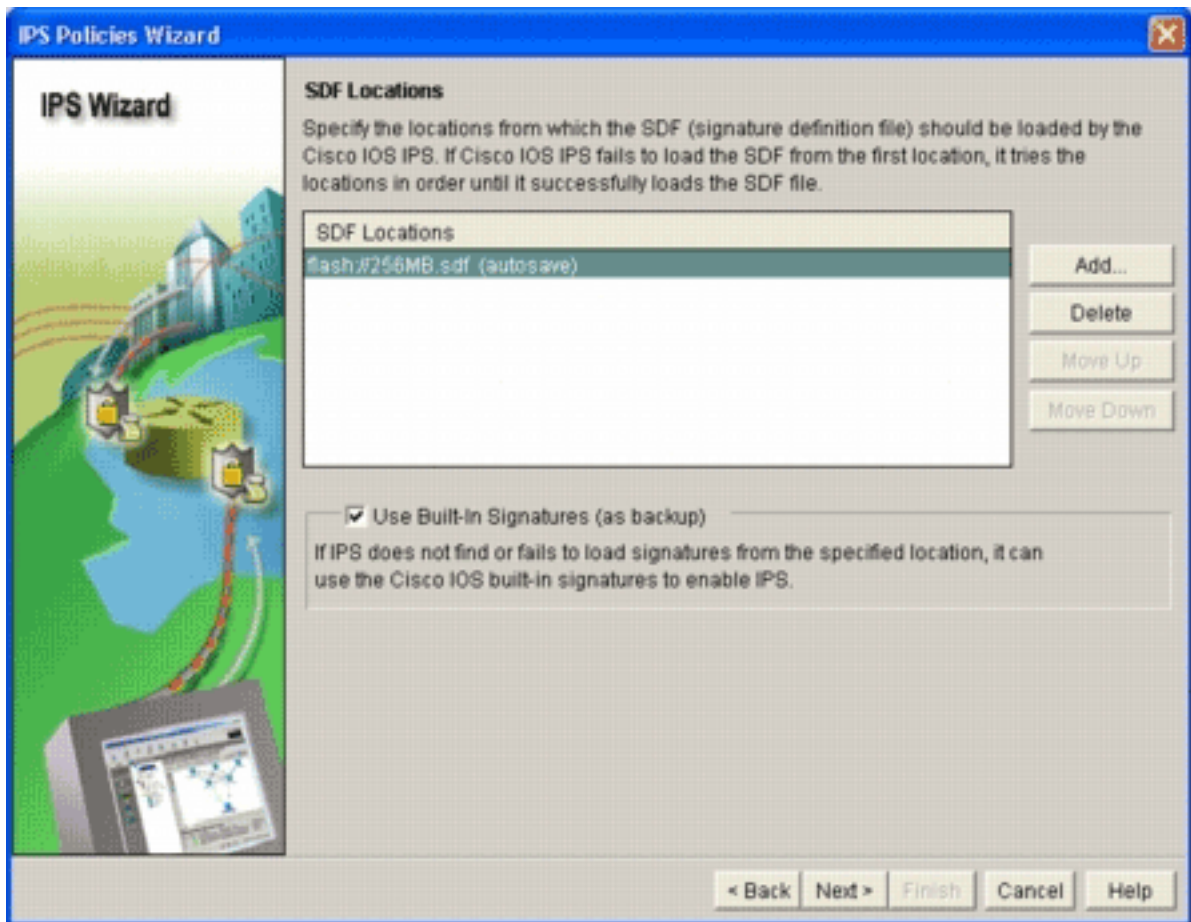 IPS Policies Wizard
IPS Wizard
SDF Locations
Specify the locations from which the SDF (signature definition file) should be loaded by the
Cisco IOS IPS. If Cisco IOS IPS fails to load the SDF from the first location, it tries the
locations in order until it successfully loads the SDF file.
SDF Locations
flash://256MB.sdf (autosave)
Add...
Delete
Move Up
Move Down
Use Built-In Signatures (as backup)
If IPS does not find or fails to load signatures from the specified location, it can
use the Cisco IOS built-in signatures to enable IPS.
< Back Next > Finish Cancel Help